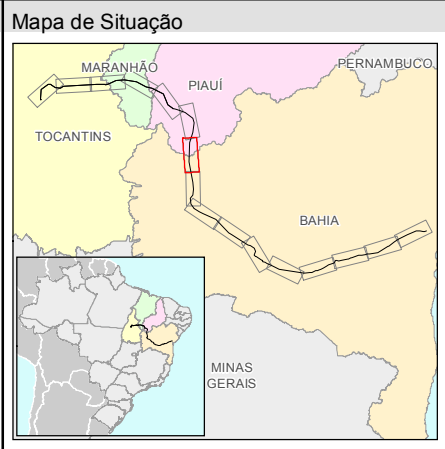 Mapa de Situação
MARANHÃO
PERNAMBUCO
PIAUÍ
TOCANTINS
BAHIA
MINAS
GERAIS